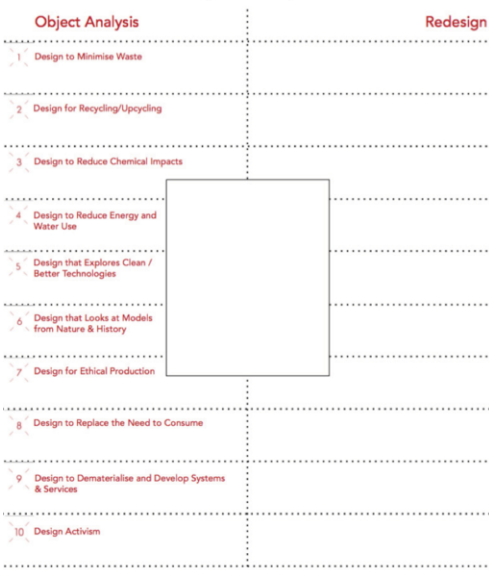 Object Analysis
Redesign
1 Design to Minimise Waste
2 Design for Recycling/Upcycling
3 Design to Reduce Chemical Impacts
4 Design to Reduce Energy and
Water Use
5 Design that Explores Clean /
Better Technologies
6 Design that Looks at Models
from Nature & History
7 Design for Ethical Production
8 Design to Replace the Need to Consume
9 Design to Dematerialise and Develop Systems
& Services
10 Design Activism